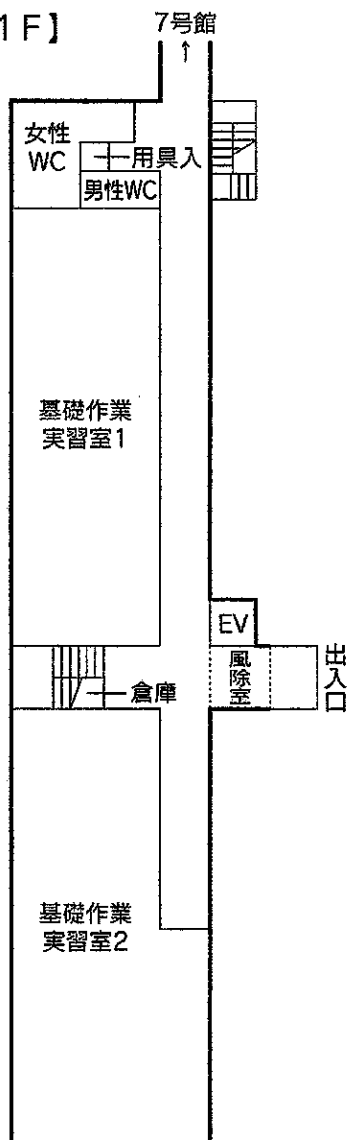 1F】
7号館
↑
女性
WC
用具入
男性WC
基礎作業
実習室1
EV
風除室
出入口
倉庫
基礎作業
実習室2